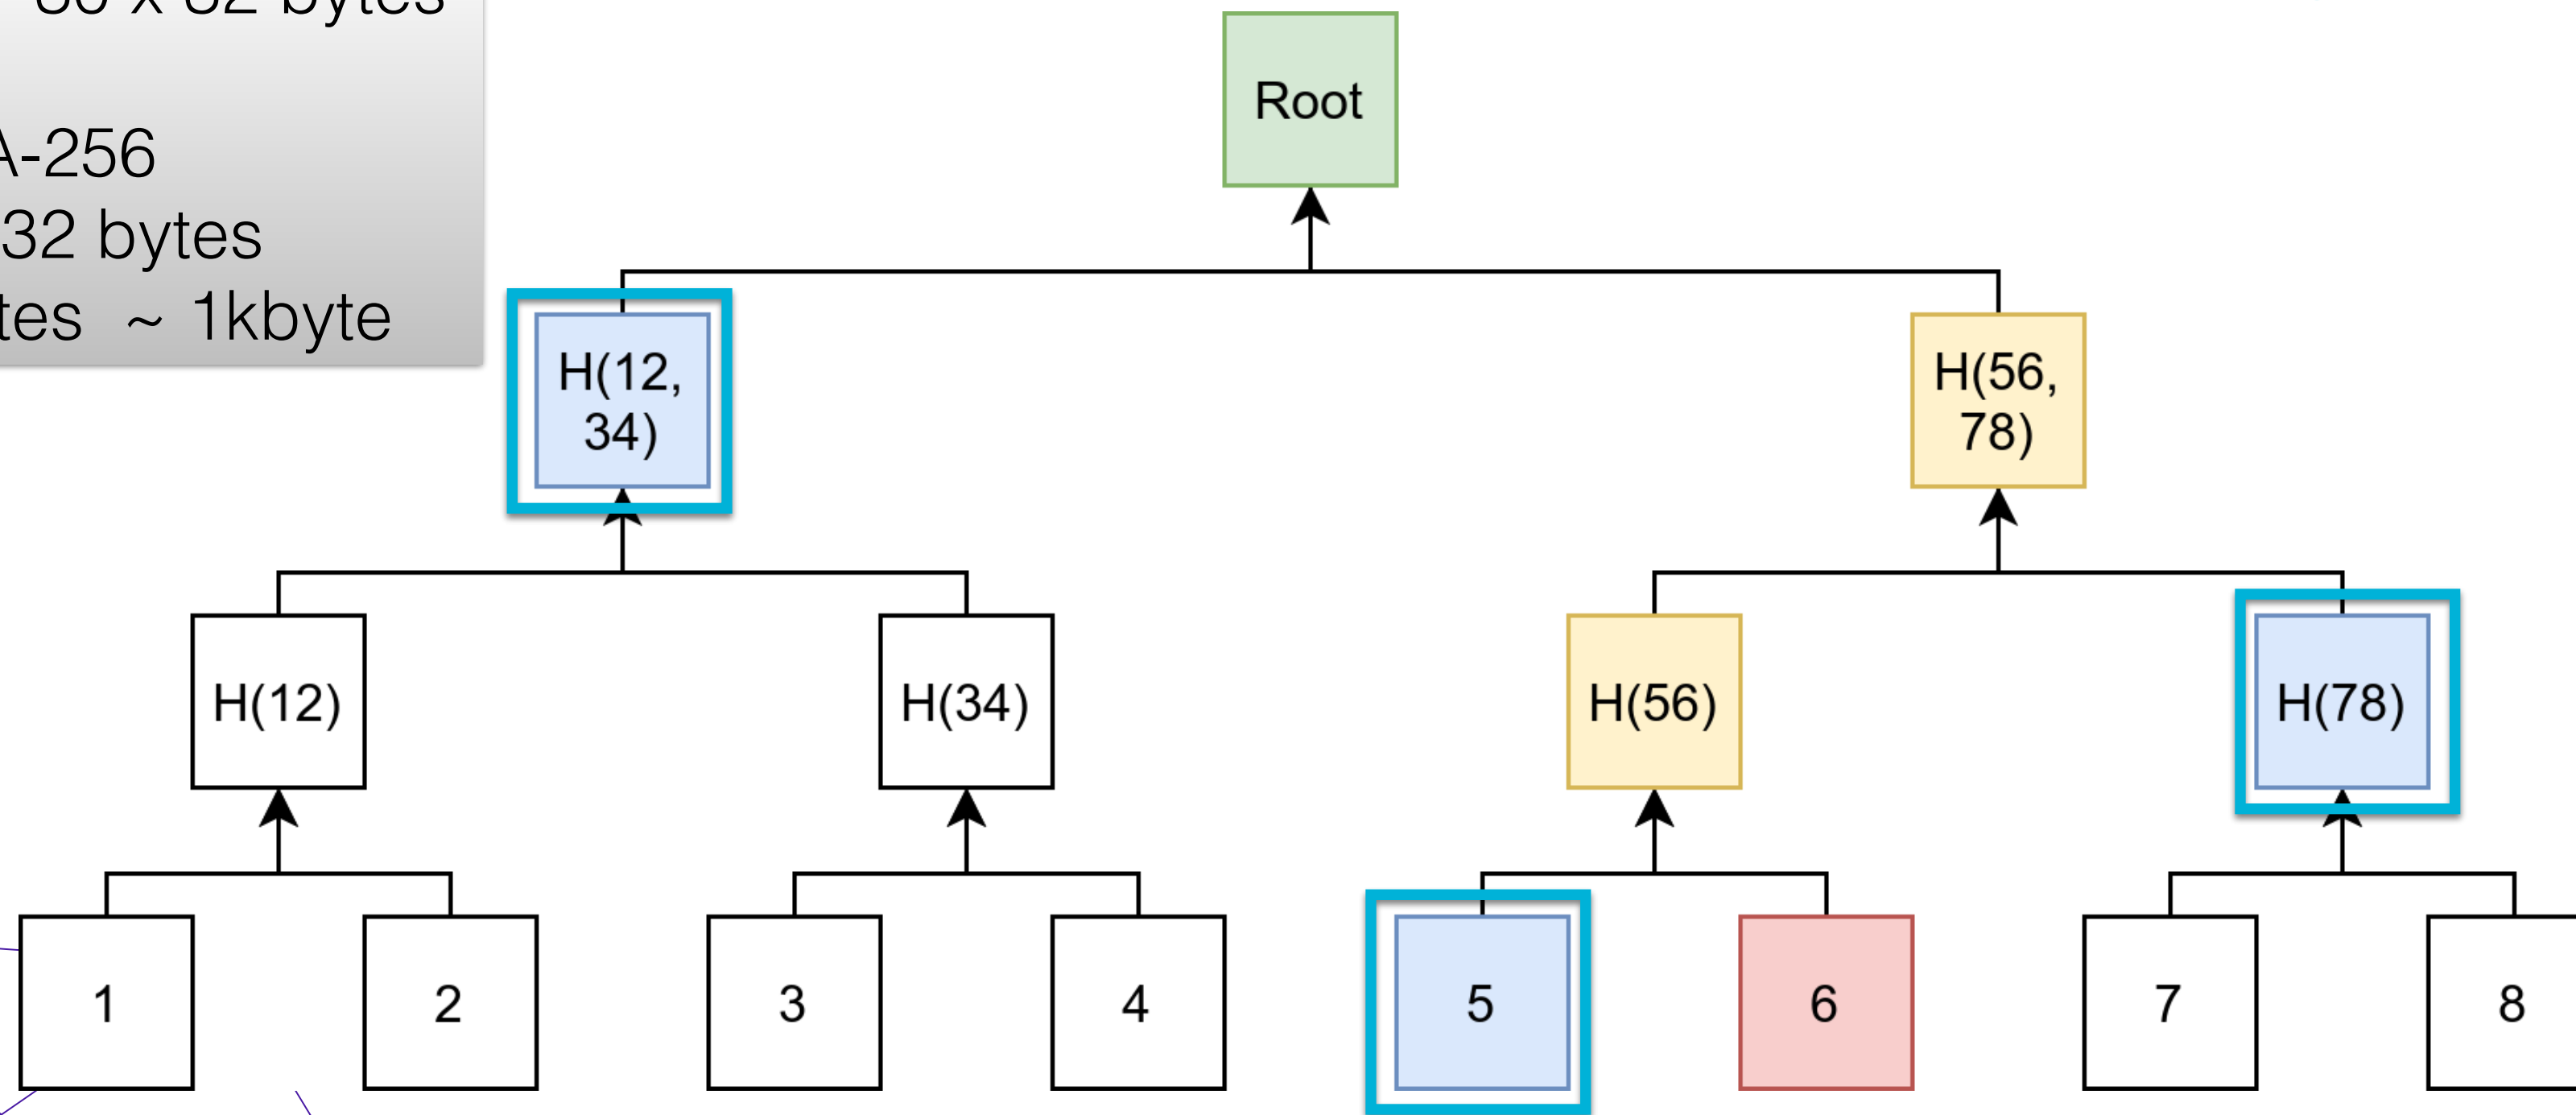 bytes
A-256
32 bytes
~ 1kbyte
Root
H(12,
34)
H(56,
78)
H(12)
H(34)
H(56)
H(78)
1
2
3
4
5
6
7
8